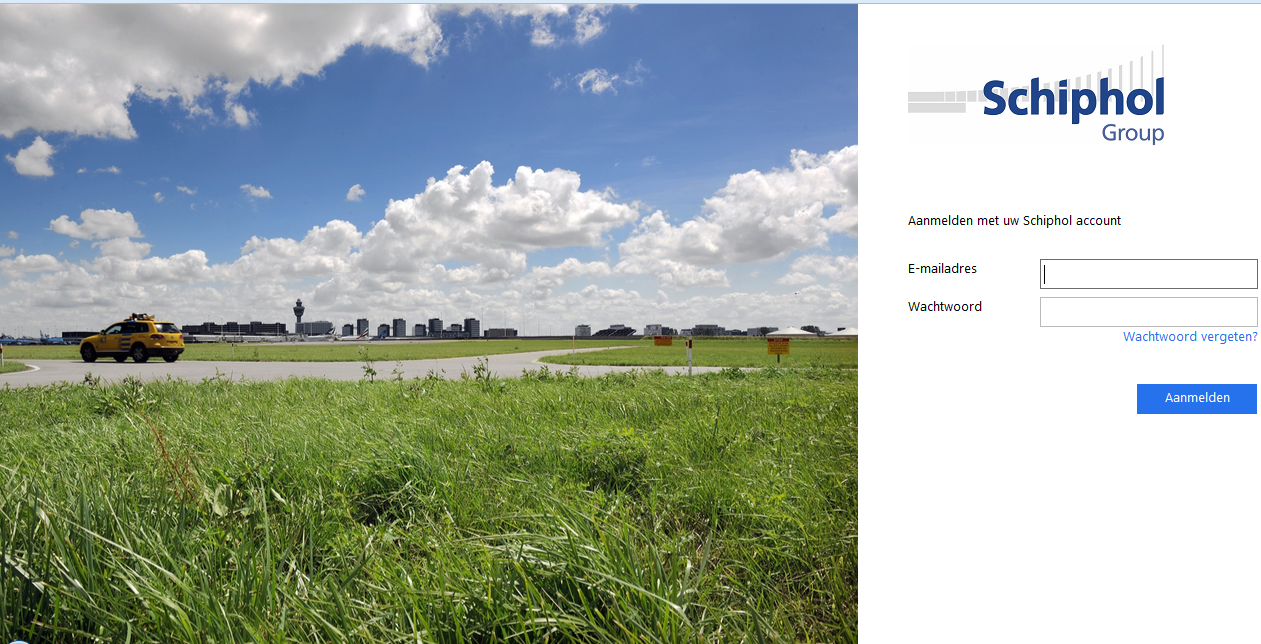 Schiphol
Group
Aanmelden met uw Schiphol account
E-mailadres
Wachtwoord
Wachtwoord vergeten?
Aanmelden